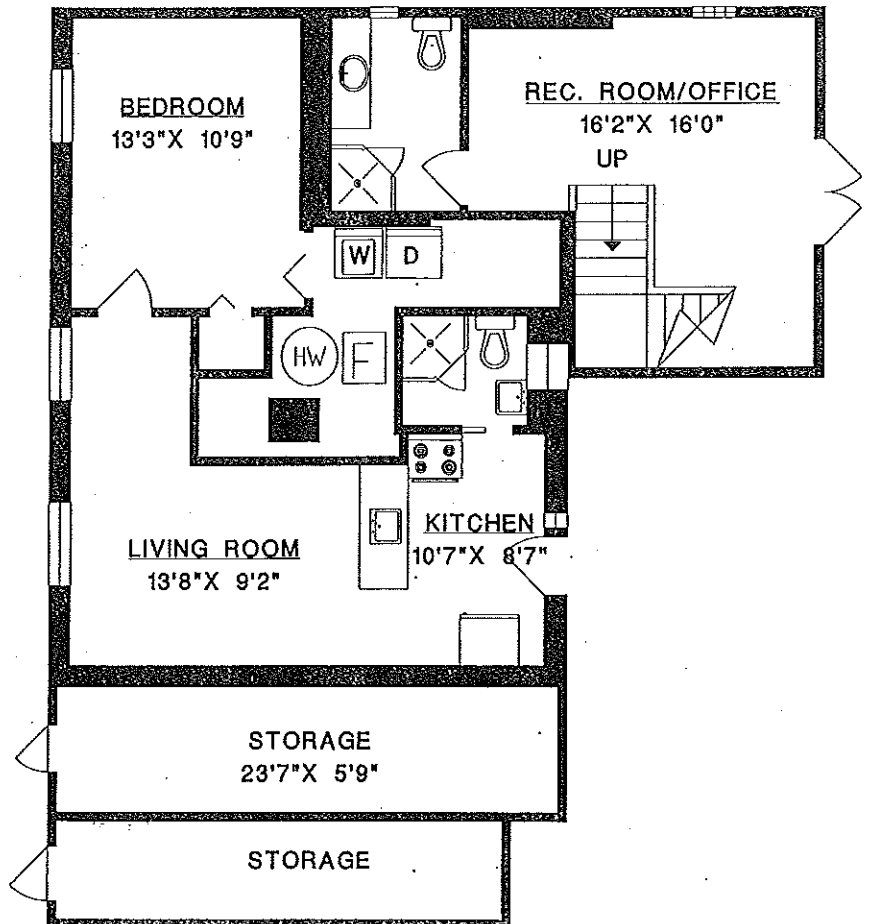 BEDROOM
13'3"X 10'9"
REC. ROOM/OFFICE
16'2"X 16'0"
UP
W
D
HW
F
LIVING ROOM
13'8"X 9'2"
KITCHEN
10'7"X 8'7"
STORAGE
23'7"X 5'9"
STORAGE